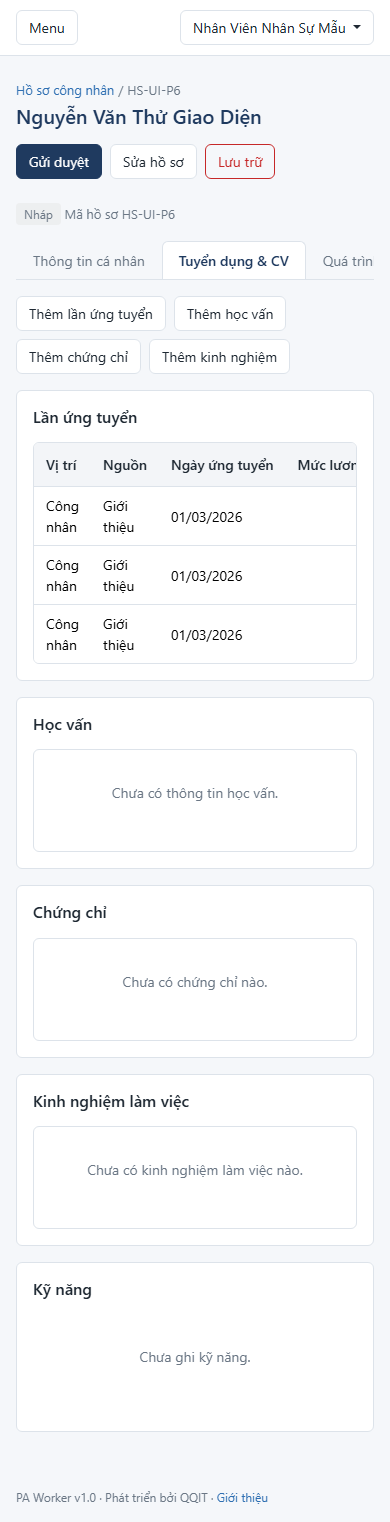 Menu
Nhân Viên Nhân Sự Mẫu
Hồ sơ công nhân / HS-UI-P6
Nguyễn Văn Thử Giao Diện
Gửi duyệt
Sửa hồ sơ
Lưu trữ
Nháp Mã hồ sơ HS-UI-P6
Thông tin cá nhân
Tuyển dụng & CV
Quá trìn
Thêm lần ứng tuyển
Thêm học vấn
Thêm chứng chỉ
Thêm kinh nghiệm
Lần ứng tuyển
Vị trí Nguồn Ngày ứng tuyển Mức lươn
Công nhân Giới thiệu 01/03/2026
Công nhân Giới thiệu 01/03/2026
Công nhân Giới thiệu 01/03/2026
Học vấn
Chưa có thông tin học vấn.
Chứng chỉ
Chưa có chứng chỉ nào.
Kinh nghiệm làm việc
Chưa có kinh nghiệm làm việc nào.
Kỹ năng
Chưa ghi kỹ năng.
PA Worker v1.0 · Phát triển bởi QQIT · Giới thiệu